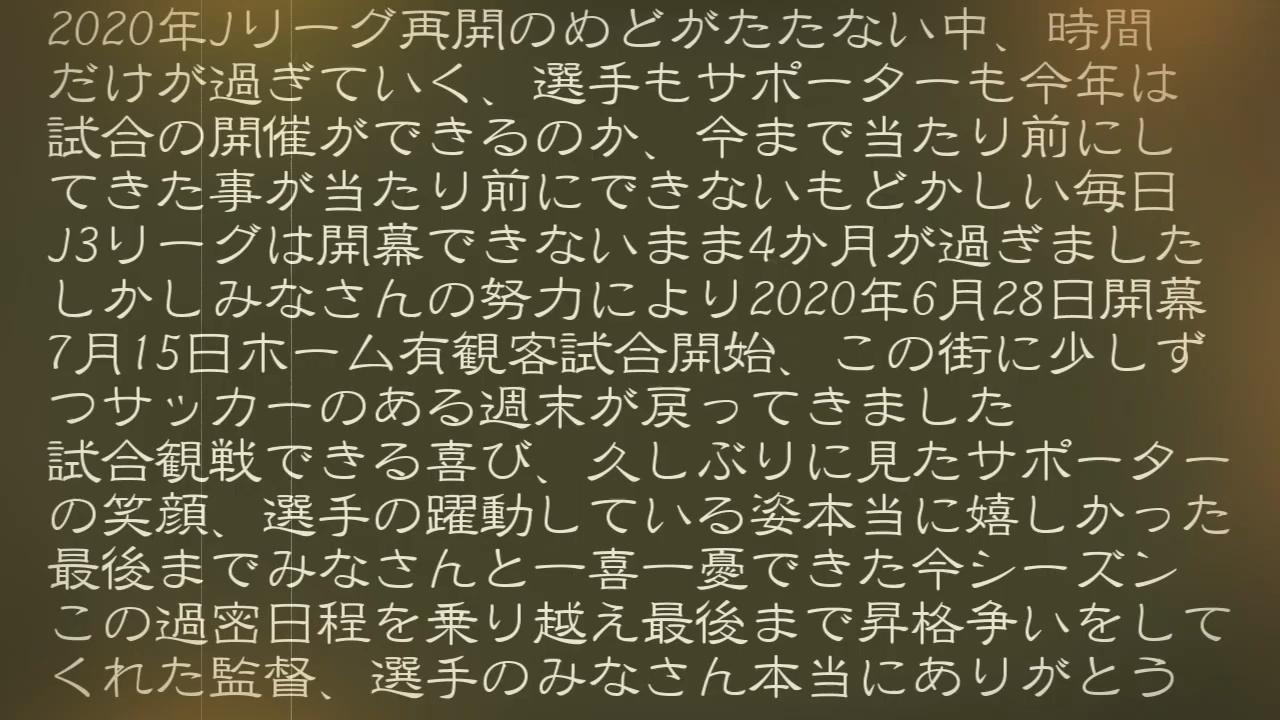 2020年Jリーグ再開のめどがたたない中、時間
だけが過ぎていく、選手もサポーターも今年は
試合の開催ができるのか、今まで当たり前にし
てきた事が当たり前にできないもどかしい毎日
J3リーグは開幕できないまま4か月が過ぎました
しかしみなさんの努力により2020年6月28日開幕
7月15日ホーム有観客試合開始、この街に少しず
つサッカーのある週末が戻ってきました
試合観戦できる喜び、久しぶりに見たサポーター
の笑顔、選手の躍動している姿本当に嬉しかった
最後までみなさんと一喜一憂できた今シーズン
この過密日程を乗り越え最後まで昇格争いをして
くれた監督、選手のみなさん本当にありがとう